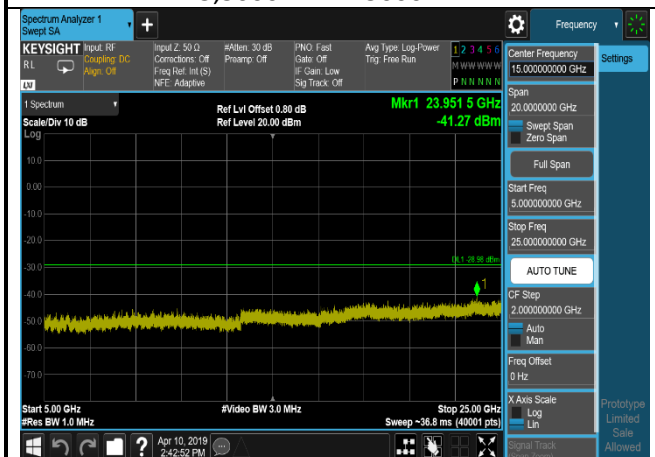 Spectrum Analyzer 1
Swept SA
+
Frequency
KEYSIGHT
RL
LXI
Input: RF
Coupling: DC
Align: Off
Input Z: 50 Ω
Corrections: Off
Freq Ref: Int (S)
NFE: Adaptive
#Atten: 30 dB
Preamp: Off
PNO: Fast
Gate: Off
IF Gain: Low
Sig Track: Off
Avg Type: Log-Power
Trig: Free Run
1 2 3 4 5 6
M W W W W W
P N N N N N
1 Spectrum
Scale/Div 10 dB
Log
Ref Lvl Offset 0.80 dB
Ref Level 20.00 dBm
Mkr1 23.951 5 GHz
-41.27 dBm
10.0
0.00
-10.0
-20.0
-30.0
-40.0
-50.0
-60.0
-70.0
DL1 -28.98 dBm
1
Start 5.00 GHz
#Res BW 1.0 MHz
#Video BW 3.0 MHz
Stop 25.00 GHz
Sweep ~36.8 ms (40001 pts)
Center Frequency
15.000000000 GHz
Span
20.0000000 GHz
Swept Span
Zero Span
Full Span
Start Freq
5.000000000 GHz
Stop Freq
25.000000000 GHz
AUTO TUNE
CF Step
2.000000000 GHz
Auto
Man
Freq Offset
0 Hz
X Axis Scale
Log
Lin
Signal Track
Settings
Prototype
Limited
Sale
Allowed
?
Apr 10, 2019
2:42:52 PM